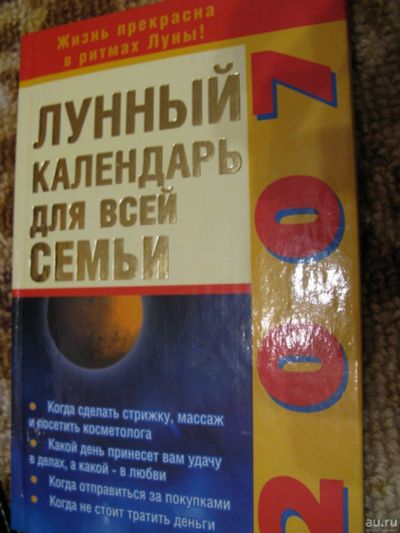 Жизнь прекрасна
в ритмах Луны!
ЛУННЫЙ
КАЛЕНДАРЬ
ДЛЯ ВСЕЙ
СЕМЬИ
2007
• Когда сделать стрижку, массаж
и посетить косметолога
• Какой день принесет вам удачу
в делах, а какой - в любви
• Когда отправиться за покупками
• Когда не стоит тратить деньги
au.ru